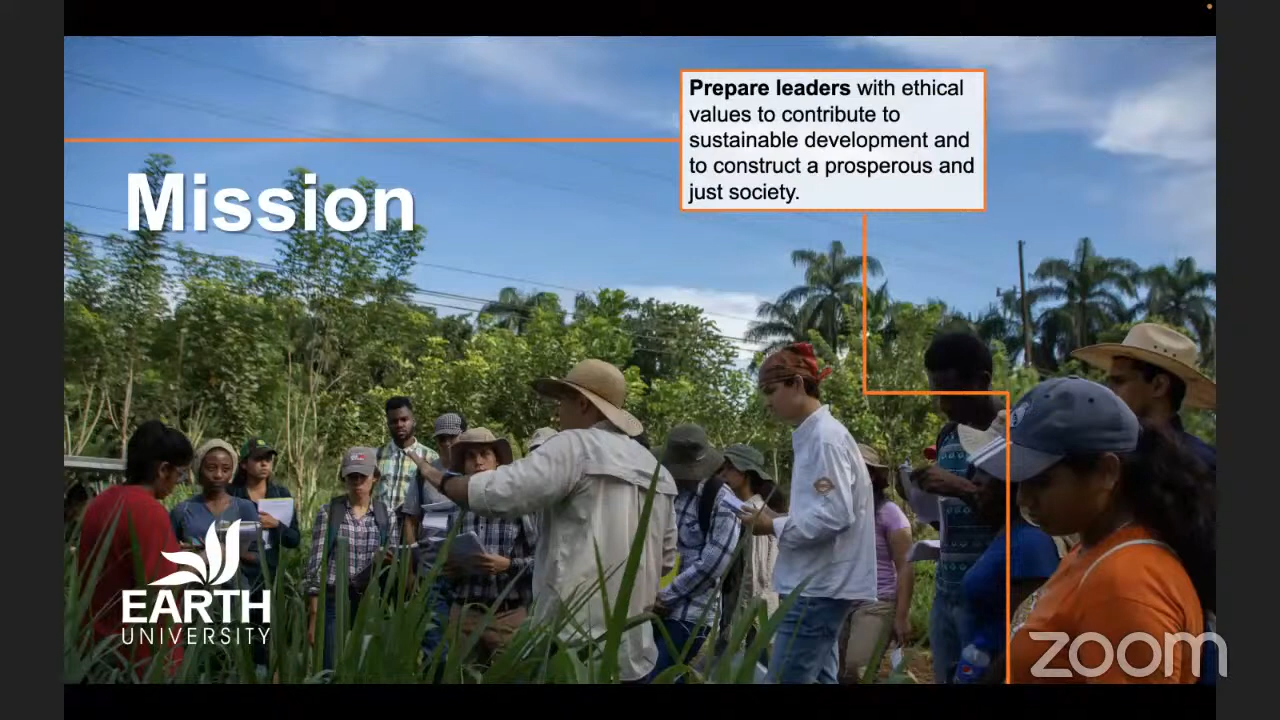 Prepare leaders with ethical
values to contribute to
sustainable development and
to construct a prosperous and
just society.
Mission
EARTH
UNIVERSITY
zoom